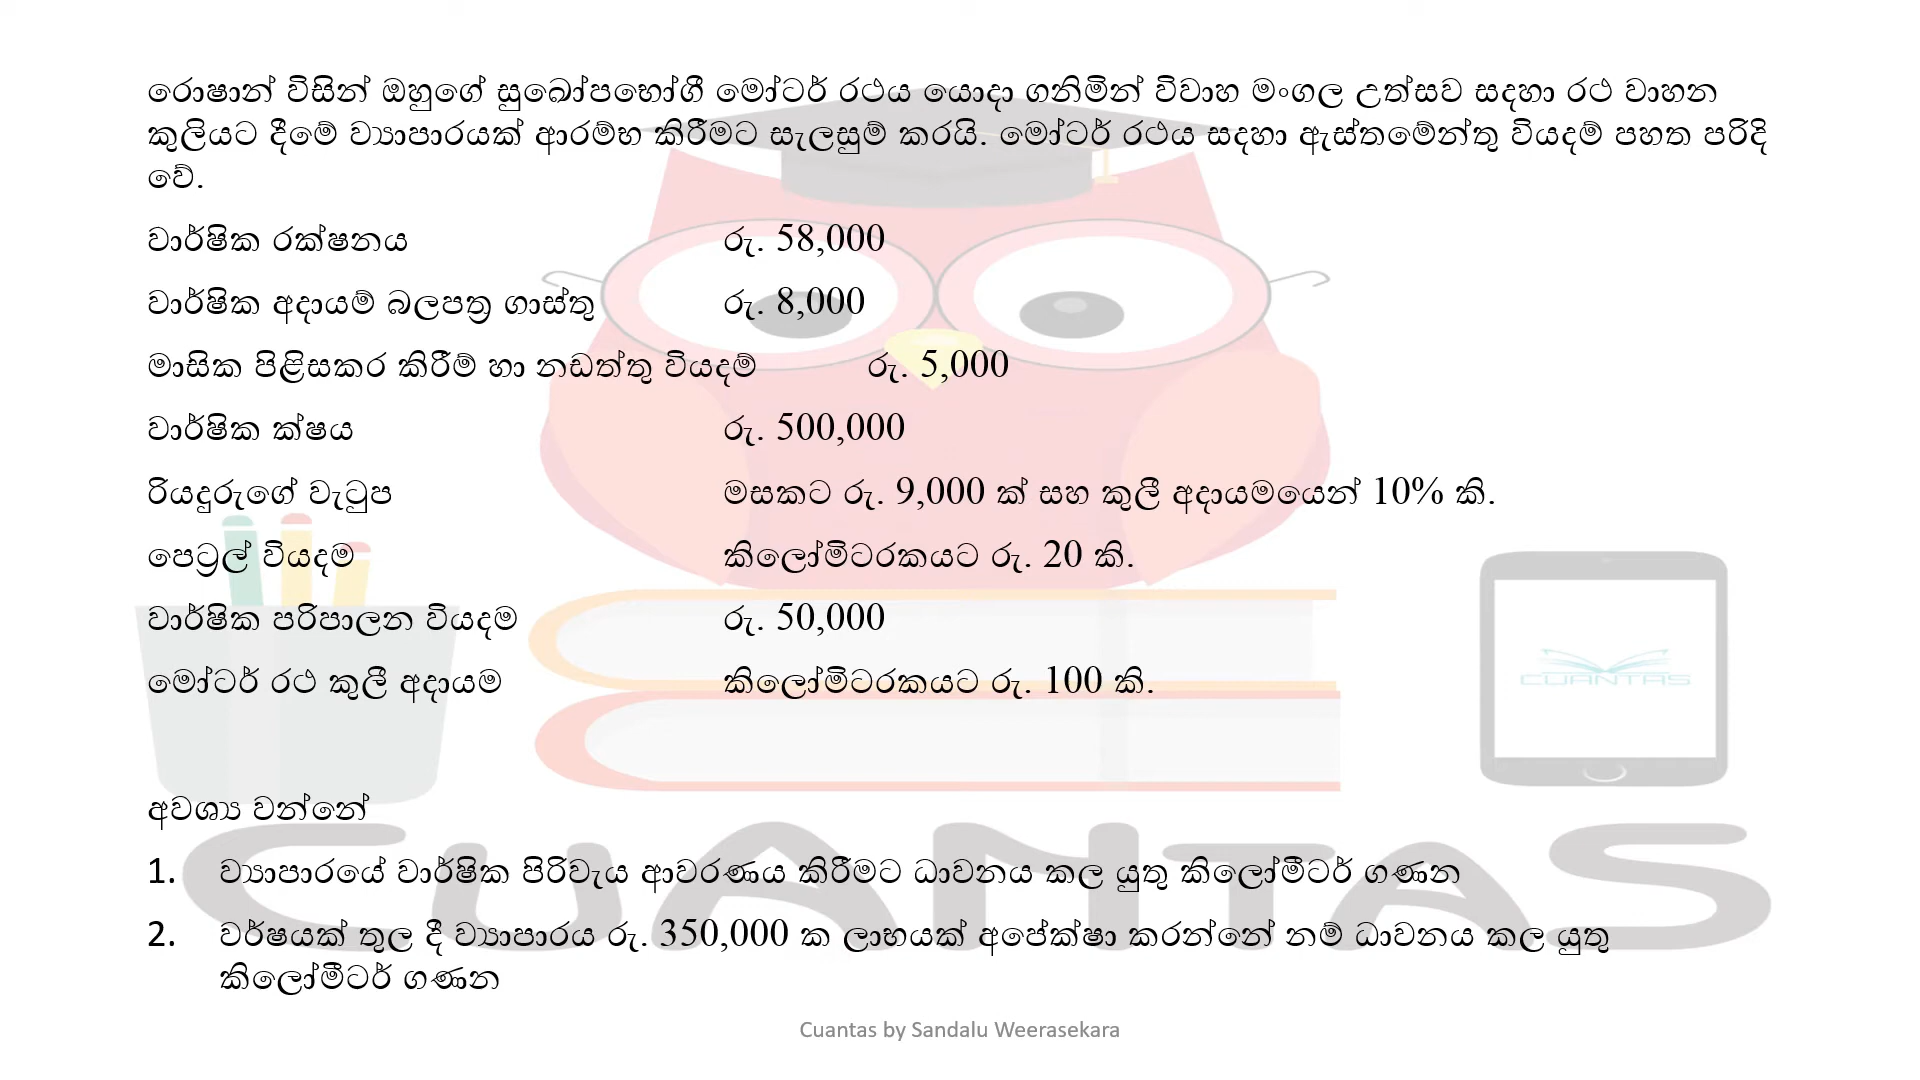 රොෂාන් විසින් ඔහුගේ සුඛෝපභෝගී මෝටර් රථය යොදා ගනිමින් විවාහ මංගල උත්සව සදහා රථ වාහන
කුලියට දීමේ ව්‍යාපාරයක් ආරම්භ කිරීමට සැලසුම් කරයි. මෝටර් රථය සදහා ඇස්තමේන්තු වියදම් පහත පරිදි
වේ.
වාර්ෂික රක්ෂනය රු. 58,000
වාර්ෂික අදායම් බලපත්‍ර ගාස්තු රු. 8,000
මාසික පිළිසකර කිරීම් හා නඩත්තු වියදම් රු. 5,000
වාර්ෂික ක්ෂය රු. 500,000
රියදුරුගේ වැටුප මසකට රු. 9,000 ක් සහ කුලී අදායමයෙන් 10% කි.
පෙට්‍රල් වියදම කිලෝමිටරකයට රු. 20 කි.
වාර්ෂික පරිපාලන වියදම රු. 50,000
මෝටර් රථ කුලී අදායම කිලෝමිටරකයට රු. 100 කි.
CUANTAS
අවශ්‍ය වන්නේ
1. ව්‍යාපාරයේ වාර්ෂික පිරිවැය ආවරණය කිරීමට ධාවනය කල යුතු කිලෝමීටර් ගණන
2. වර්ෂයක් තුල දී ව්‍යාපාරය රු. 350,000 ක ලාභයක් අපේක්ෂා කරන්නේ නම් ධාවනය කල යුතු
කිලෝමීටර් ගණන
CUANTAS
Cuantas by Sandalu Weerasekara